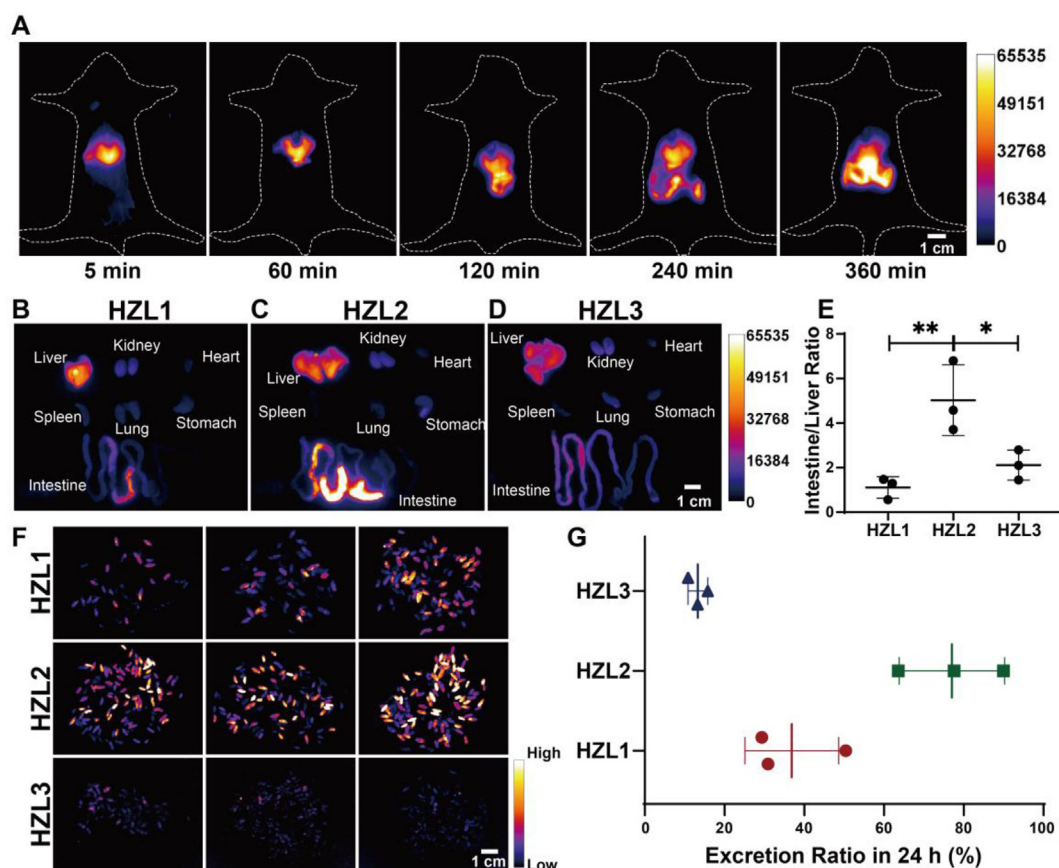 A
65535
49151
32768
16384
0
1 cm
5 min 60 min 120 min 240 min 360 min
B HZL1 C HZL2 D HZL3
Liver Kidney Heart
Spleen Lung Stomach
Intestine
Liver Kidney Heart
Spleen Lung Stomach
Intestine
Liver Kidney Heart
Spleen Lung Stomach
Intestine
1 cm
65535
49151
32768
16384
0
E
Intestine/Liver Ratio
8
6
4
2
0
** *
HZL1 HZL2 HZL3
F
HZL1
HZL2
HZL3
High
Low
1 cm
G
HZL3
HZL2
HZL1
0 20 40 60 80 100
Excretion Ratio in 24 h (%)